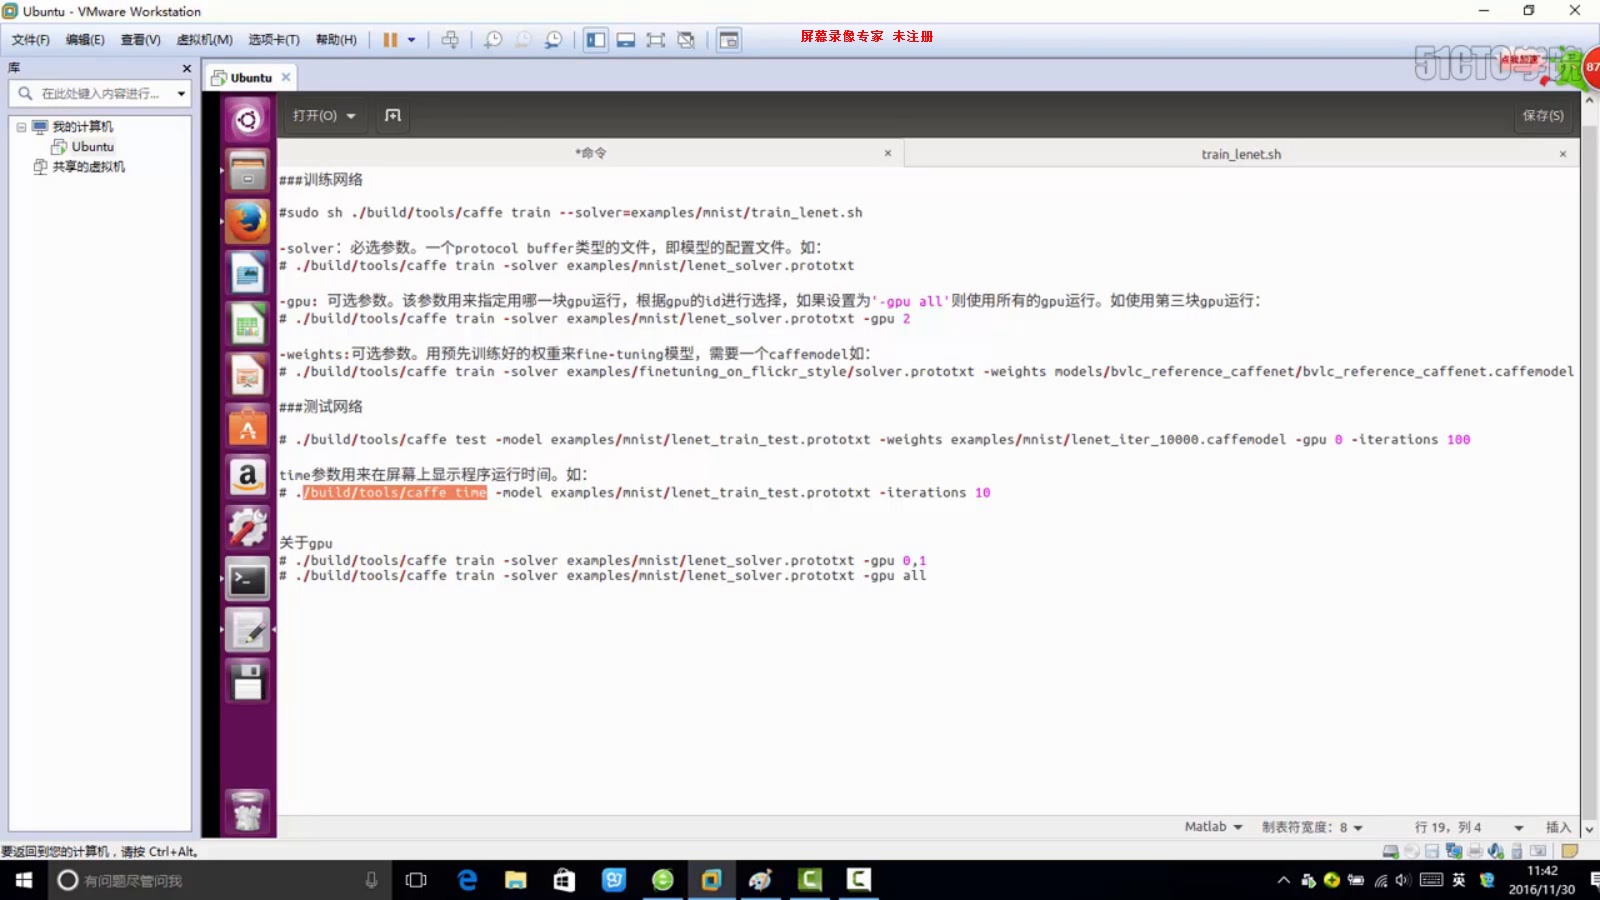 Ubuntu - VMware Workstation
文件(F) 编辑(E) 查看(V) 虚拟机(M) 选项卡(T) 帮助(H)
屏幕录像专家 未注册
51CTO学院
点我加速
87
库
在此处键入内容进行...
我的计算机
Ubuntu
共享的虚拟机
Ubuntu
打开(O)
保存(S)
*命令
train_lenet.sh
###训练网络
#sudo sh ./build/tools/caffe train --solver=examples/mnist/train_lenet.sh
-solver：必选参数。一个protocol buffer类型的文件，即模型的配置文件。如：
# ./build/tools/caffe train -solver examples/mnist/lenet_solver.prototxt
-gpu: 可选参数。该参数用来指定用哪一块gpu运行，根据gpu的id进行选择，如果设置为'-gpu all'则使用所有的gpu运行。如使用第三块gpu运行：
# ./build/tools/caffe train -solver examples/mnist/lenet_solver.prototxt -gpu 2
-weights:可选参数。用预先训练好的权重来fine-tuning模型，需要一个caffemodel如：
# ./build/tools/caffe train -solver examples/finetuning_on_flickr_style/solver.prototxt -weights models/bvlc_reference_caffenet/bvlc_reference_caffenet.caffemodel
###测试网络
# ./build/tools/caffe test -model examples/mnist/lenet_train_test.prototxt -weights examples/mnist/lenet_iter_10000.caffemodel -gpu 0 -iterations 100
time参数用来在屏幕上显示程序运行时间。如：
# ./build/tools/caffe time -model examples/mnist/lenet_train_test.prototxt -iterations 10
关于gpu
# ./build/tools/caffe train -solver examples/mnist/lenet_solver.prototxt -gpu 0,1
# ./build/tools/caffe train -solver examples/mnist/lenet_solver.prototxt -gpu all
Matlab 制表符宽度：8 行 19，列 4 插入
要返回到您的计算机，请按 Ctrl+Alt。
有问题尽管问我
英
11:42
2016/11/30